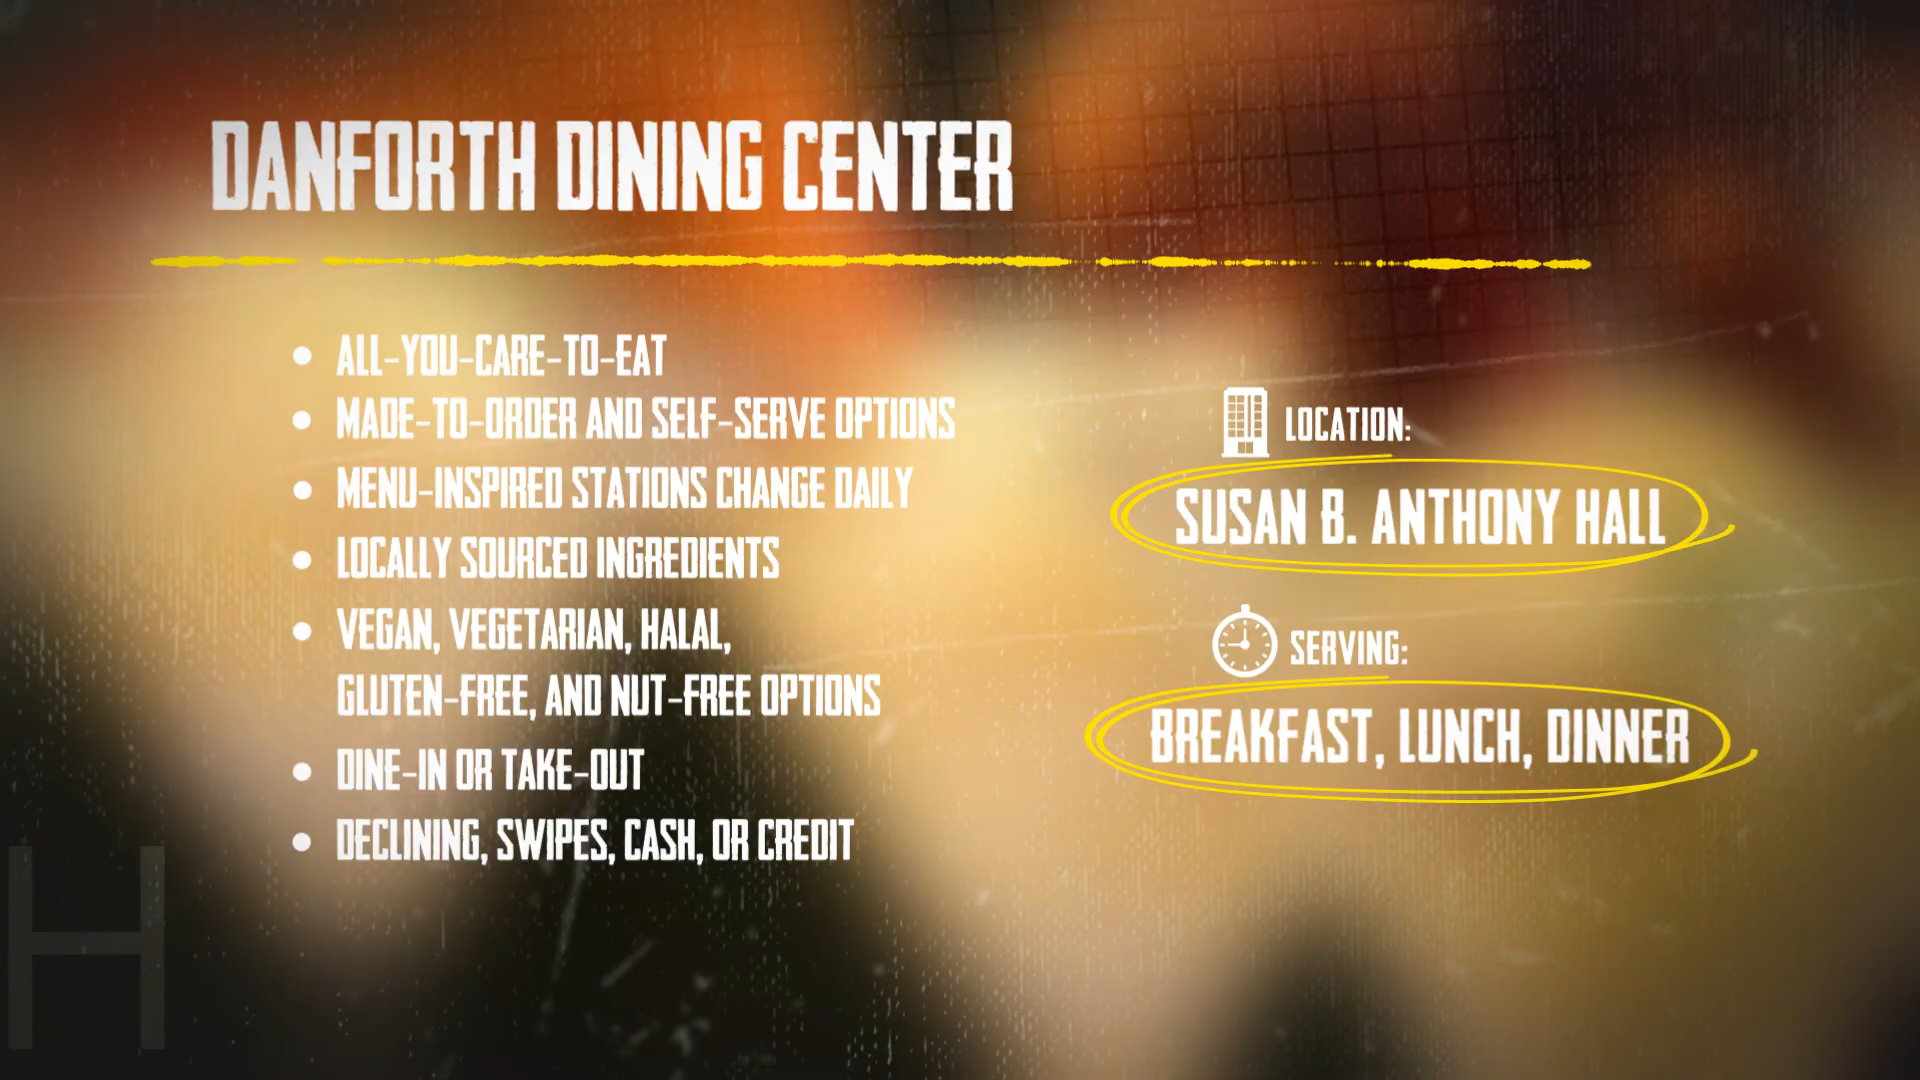 DANFORTH DINING CENTER
• ALL-YOU-CARE-TO-EAT
• MADE-TO-ORDER AND SELF-SERVE OPTIONS
• MENU-INSPIRED STATIONS CHANGE DAILY
• LOCALLY SOURCED INGREDIENTS
• VEGAN, VEGETARIAN, HALAL,
GLUTEN-FREE, AND NUT-FREE OPTIONS
• DINE-IN OR TAKE-OUT
• DECLINING, SWIPES, CASH, OR CREDIT
LOCATION:
SUSAN B. ANTHONY HALL
SERVING:
BREAKFAST, LUNCH, DINNER
H